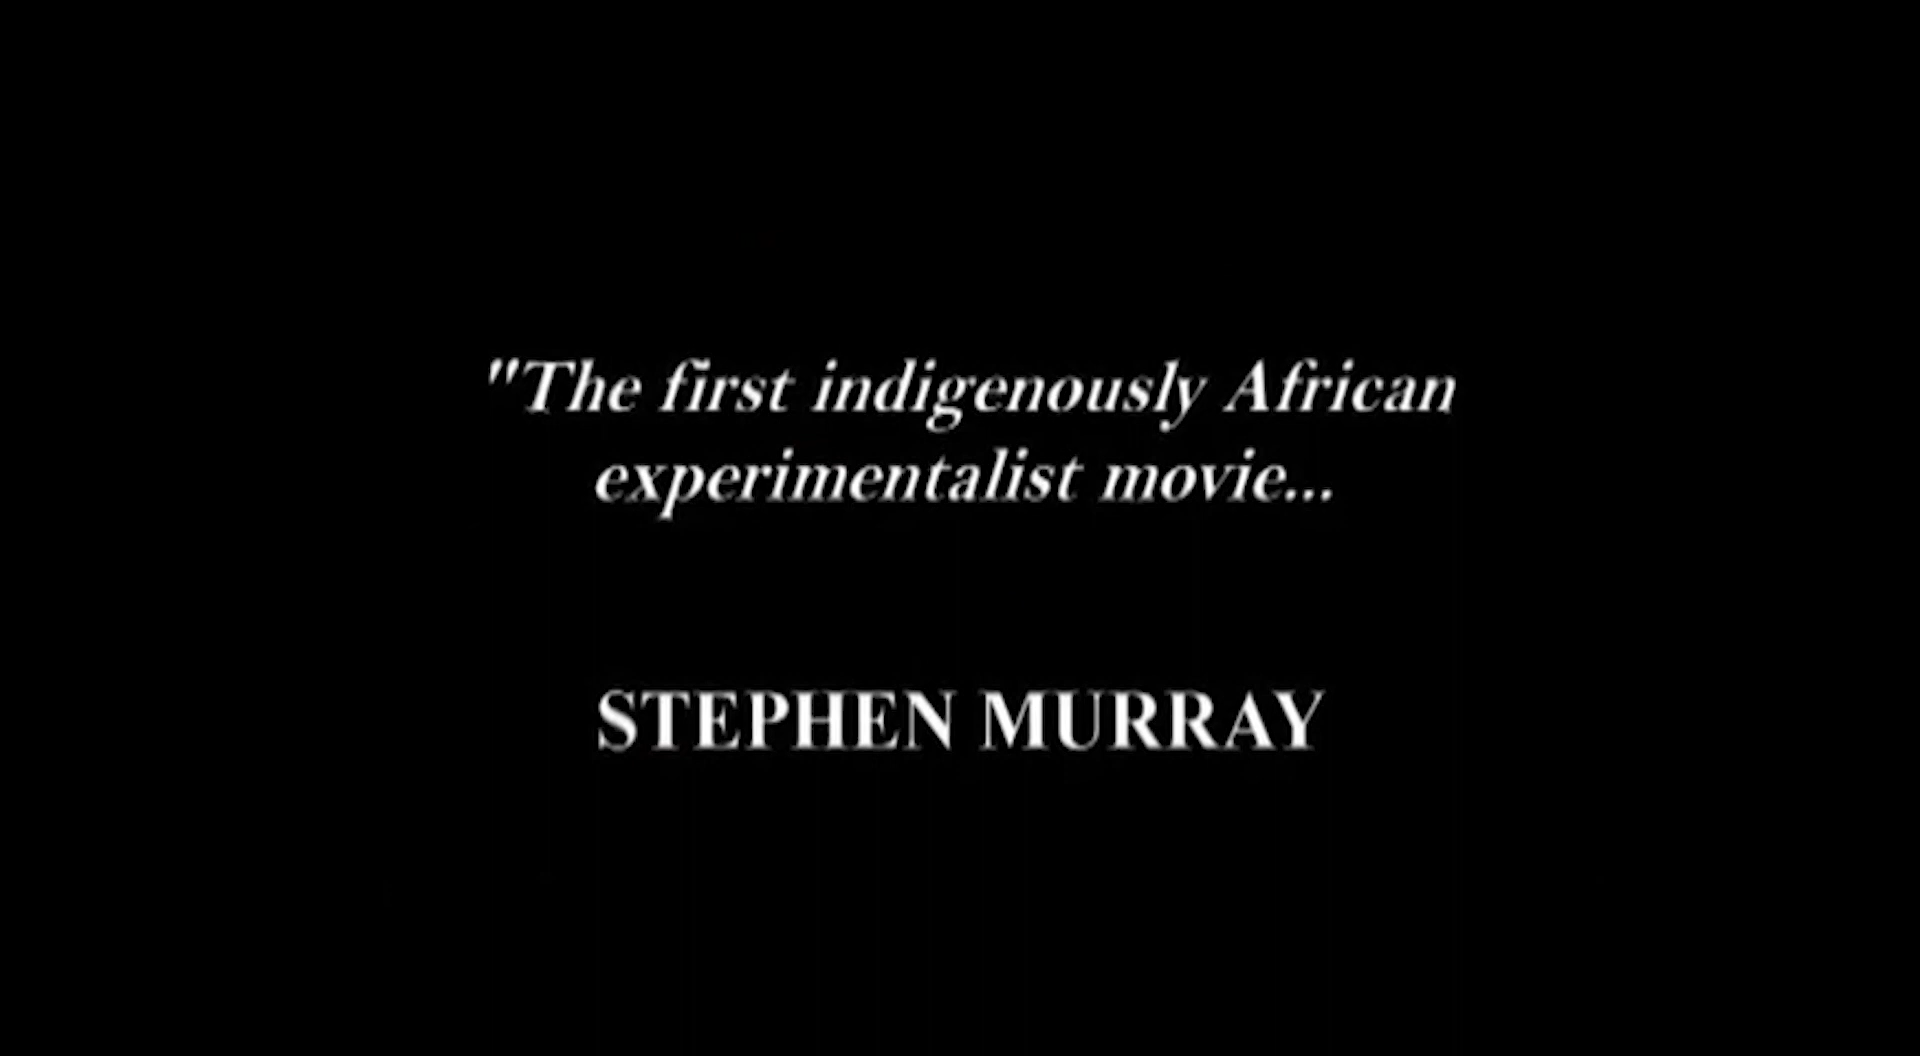 "The first indigenously African
experimentalist movie...
STEPHEN MURRAY